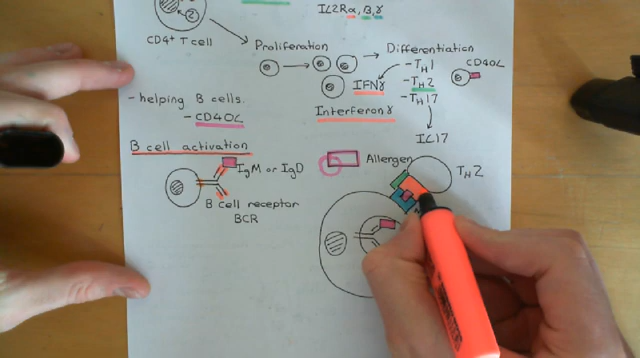 IL2Rα, β, γ
2
CD4⁺ T cell
Proliferation
Differentiation
- TH1
- TH2
- TH17
CD40L
IFNγ
Interferon γ
IL17
- helping B cells.
- CD40L
B cell activation
IgM or IgD
B cell receptor
BCR
Allergen
TH2